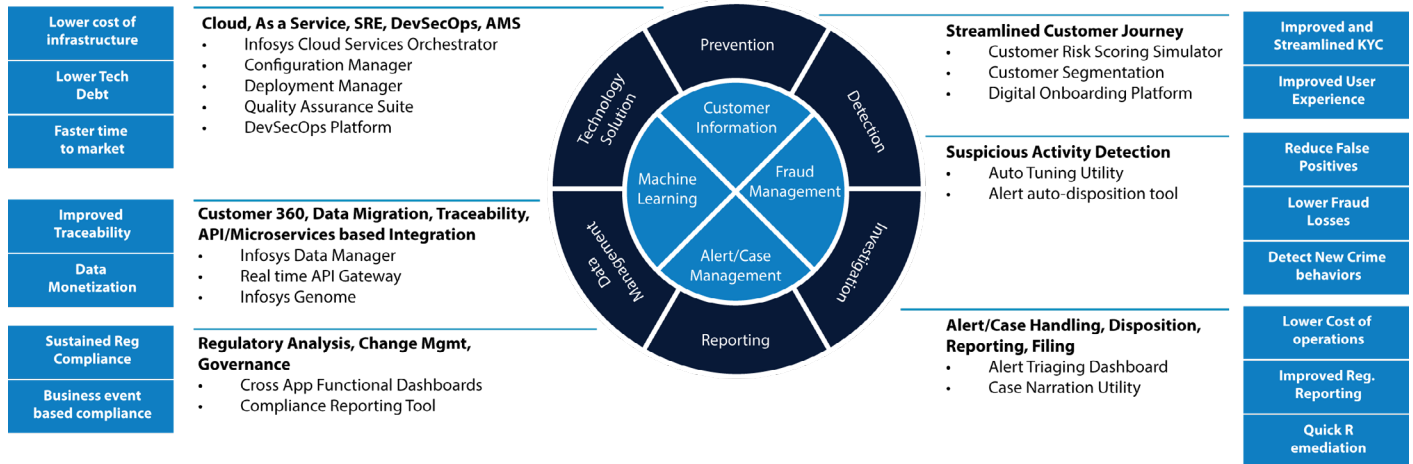 Lower cost of
infrastructure
Lower Tech
Debt
Faster time
to market
Cloud, As a Service, SRE, DevSecOps, AMS
• Infosys Cloud Services Orchestrator
• Configuration Manager
• Deployment Manager
• Quality Assurance Suite
• DevSecOps Platform
Improved
Traceability
Data
Monetization
Customer 360, Data Migration, Traceability,
API/Microservices based Integration
• Infosys Data Manager
• Real time API Gateway
• Infosys Genome
Sustained Reg
Compliance
Business event
based compliance
Regulatory Analysis, Change Mgmt,
Governance
• Cross App Functional Dashboards
• Compliance Reporting Tool
Prevention
Detection
Investigation
Reporting
Data
Management
Technology
Solution
Customer
Information
Fraud
Management
Alert/Case
Management
Machine
Learning
Streamlined Customer Journey
• Customer Risk Scoring Simulator
• Customer Segmentation
• Digital Onboarding Platform
Improved and
Streamlined KYC
Improved User
Experience
Suspicious Activity Detection
• Auto Tuning Utility
• Alert auto-disposition tool
Reduce False
Positives
Lower Fraud
Losses
Detect New Crime
behaviors
Alert/Case Handling, Disposition,
Reporting, Filing
• Alert Triaging Dashboard
• Case Narration Utility
Lower Cost of
operations
Improved Reg.
Reporting
Quick R
emediation